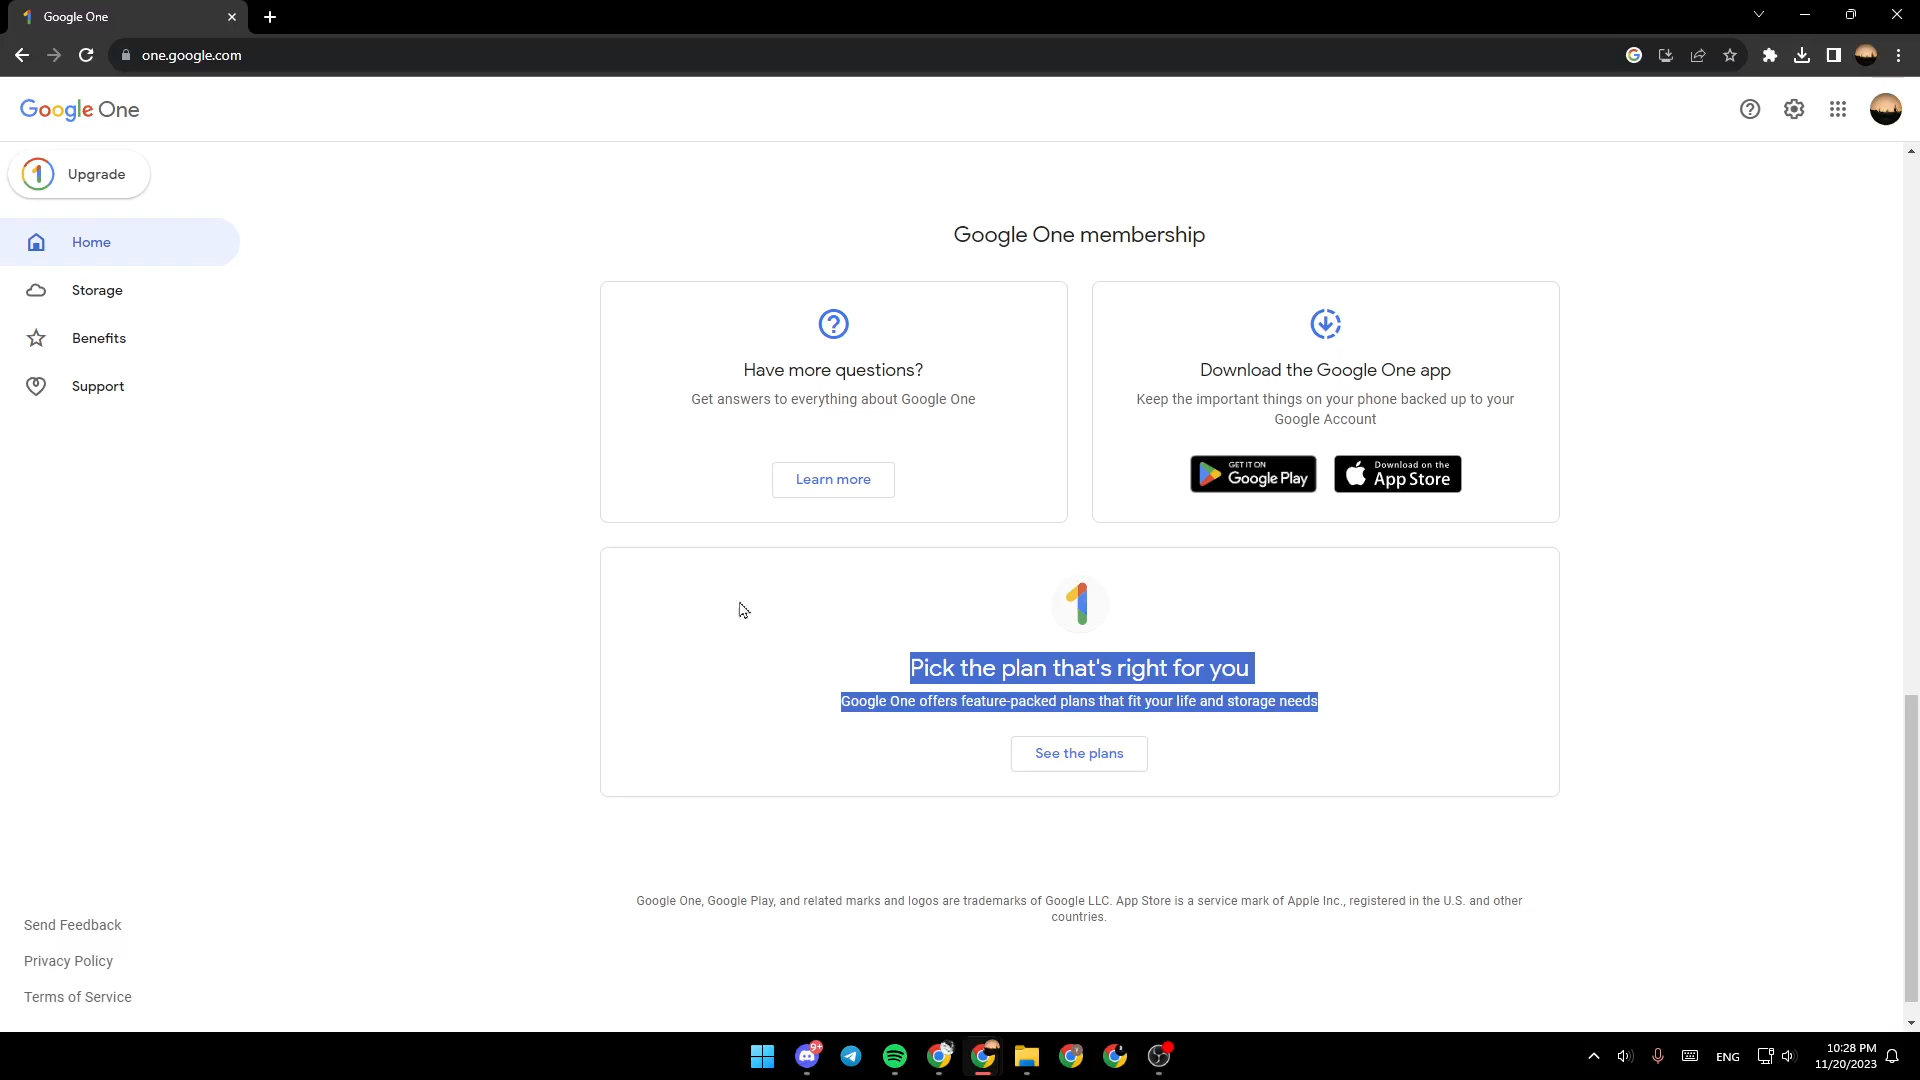 Google One
one.google.com
Google One
Upgrade
Home
Storage
Benefits
Support
Google One membership
Have more questions?
Get answers to everything about Google One
Learn more
Download the Google One app
Keep the important things on your phone backed up to your
Google Account
GET IT ON
Google Play
Download on the
App Store
Pick the plan that's right for you
Google One offers feature-packed plans that fit your life and storage needs
See the plans
Google One, Google Play, and related marks and logos are trademarks of Google LLC. App Store is a service mark of Apple Inc., registered in the U.S. and other
countries.
Send Feedback
Privacy Policy
Terms of Service
9+
ENG
10:28 PM
11/20/2023